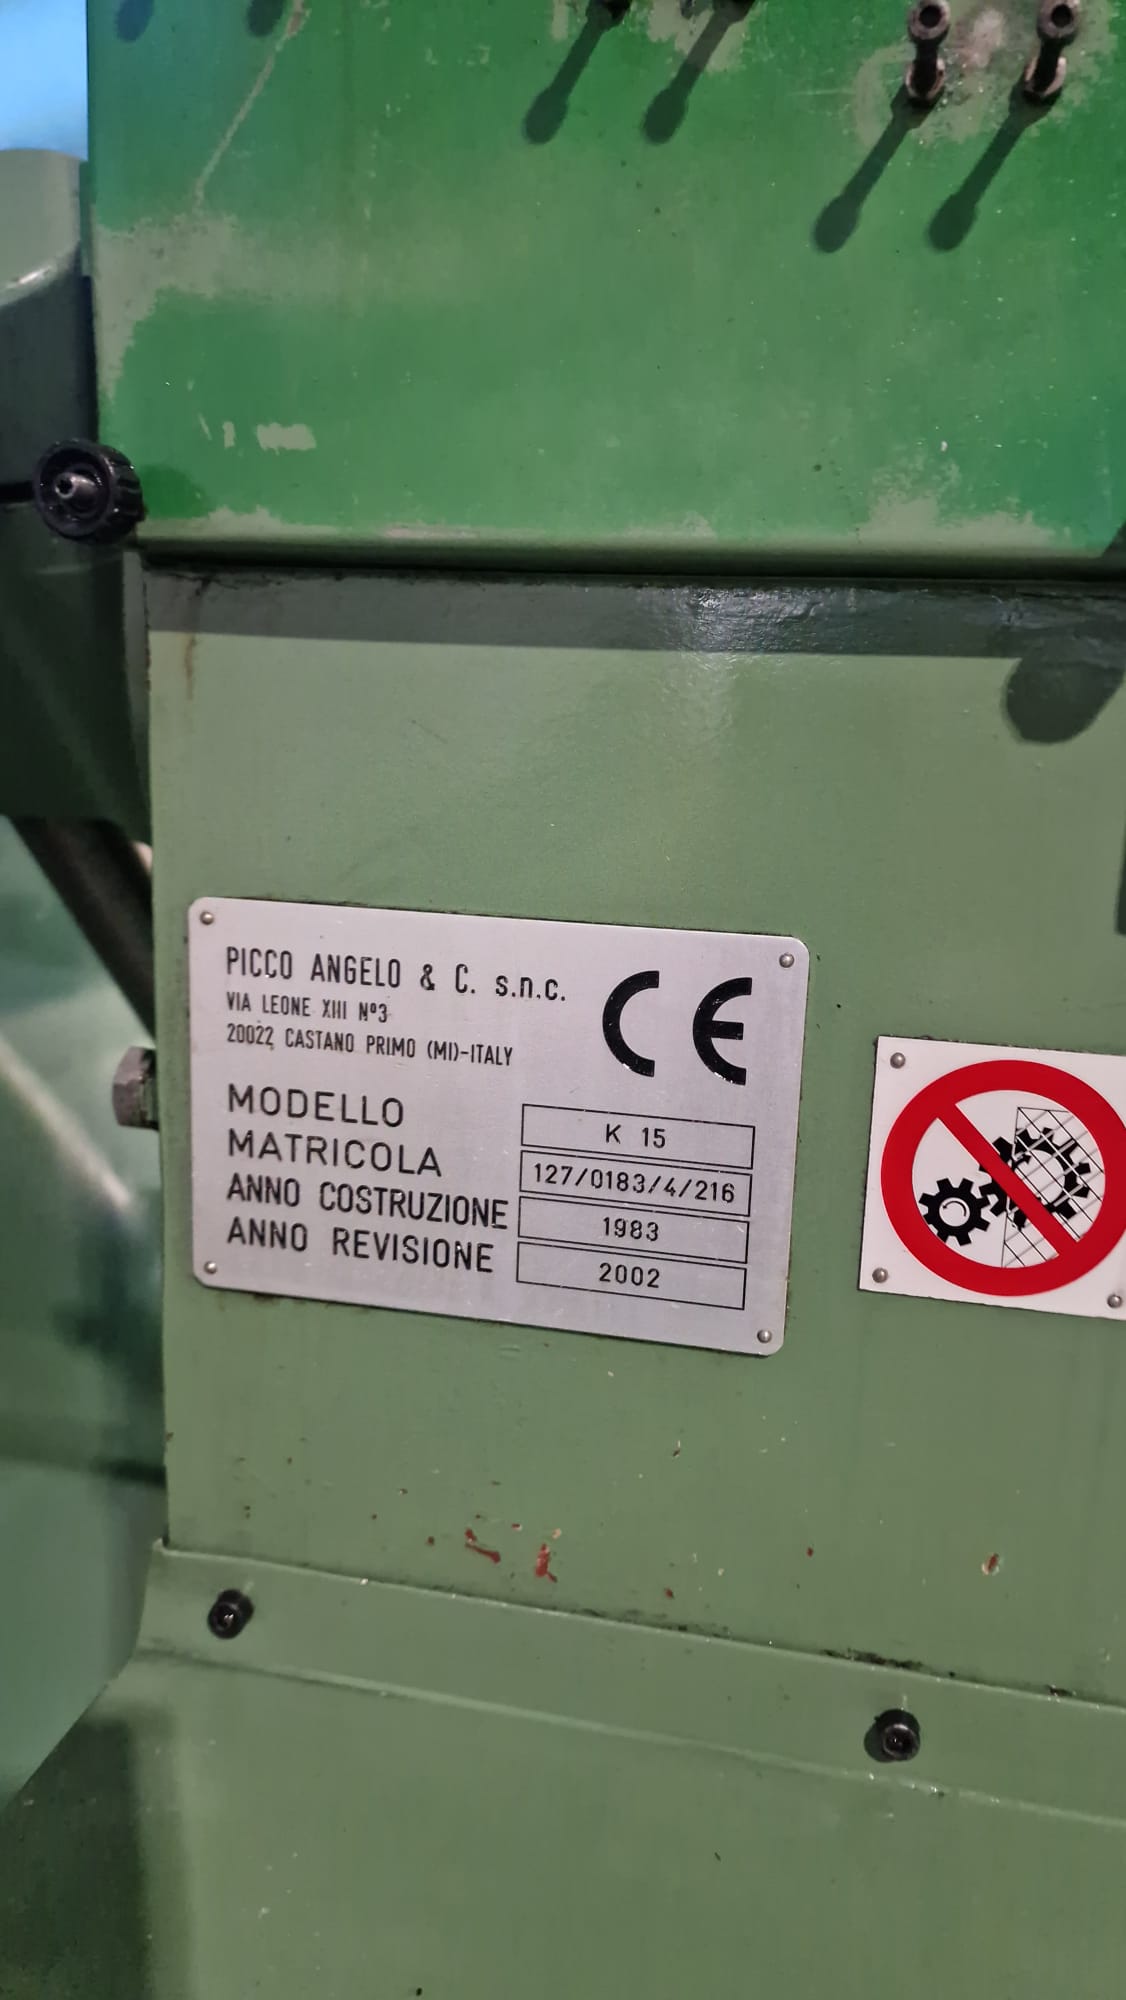 PICCO ANGELO & C. s.n.c.
VIA LEONE XIII Nº3
20022 CASTANO PRIMO (MI)-ITALY
CE
MODELLO K 15
MATRICOLA 127/0183/4/216
ANNO COSTRUZIONE 1983
ANNO REVISIONE 2002